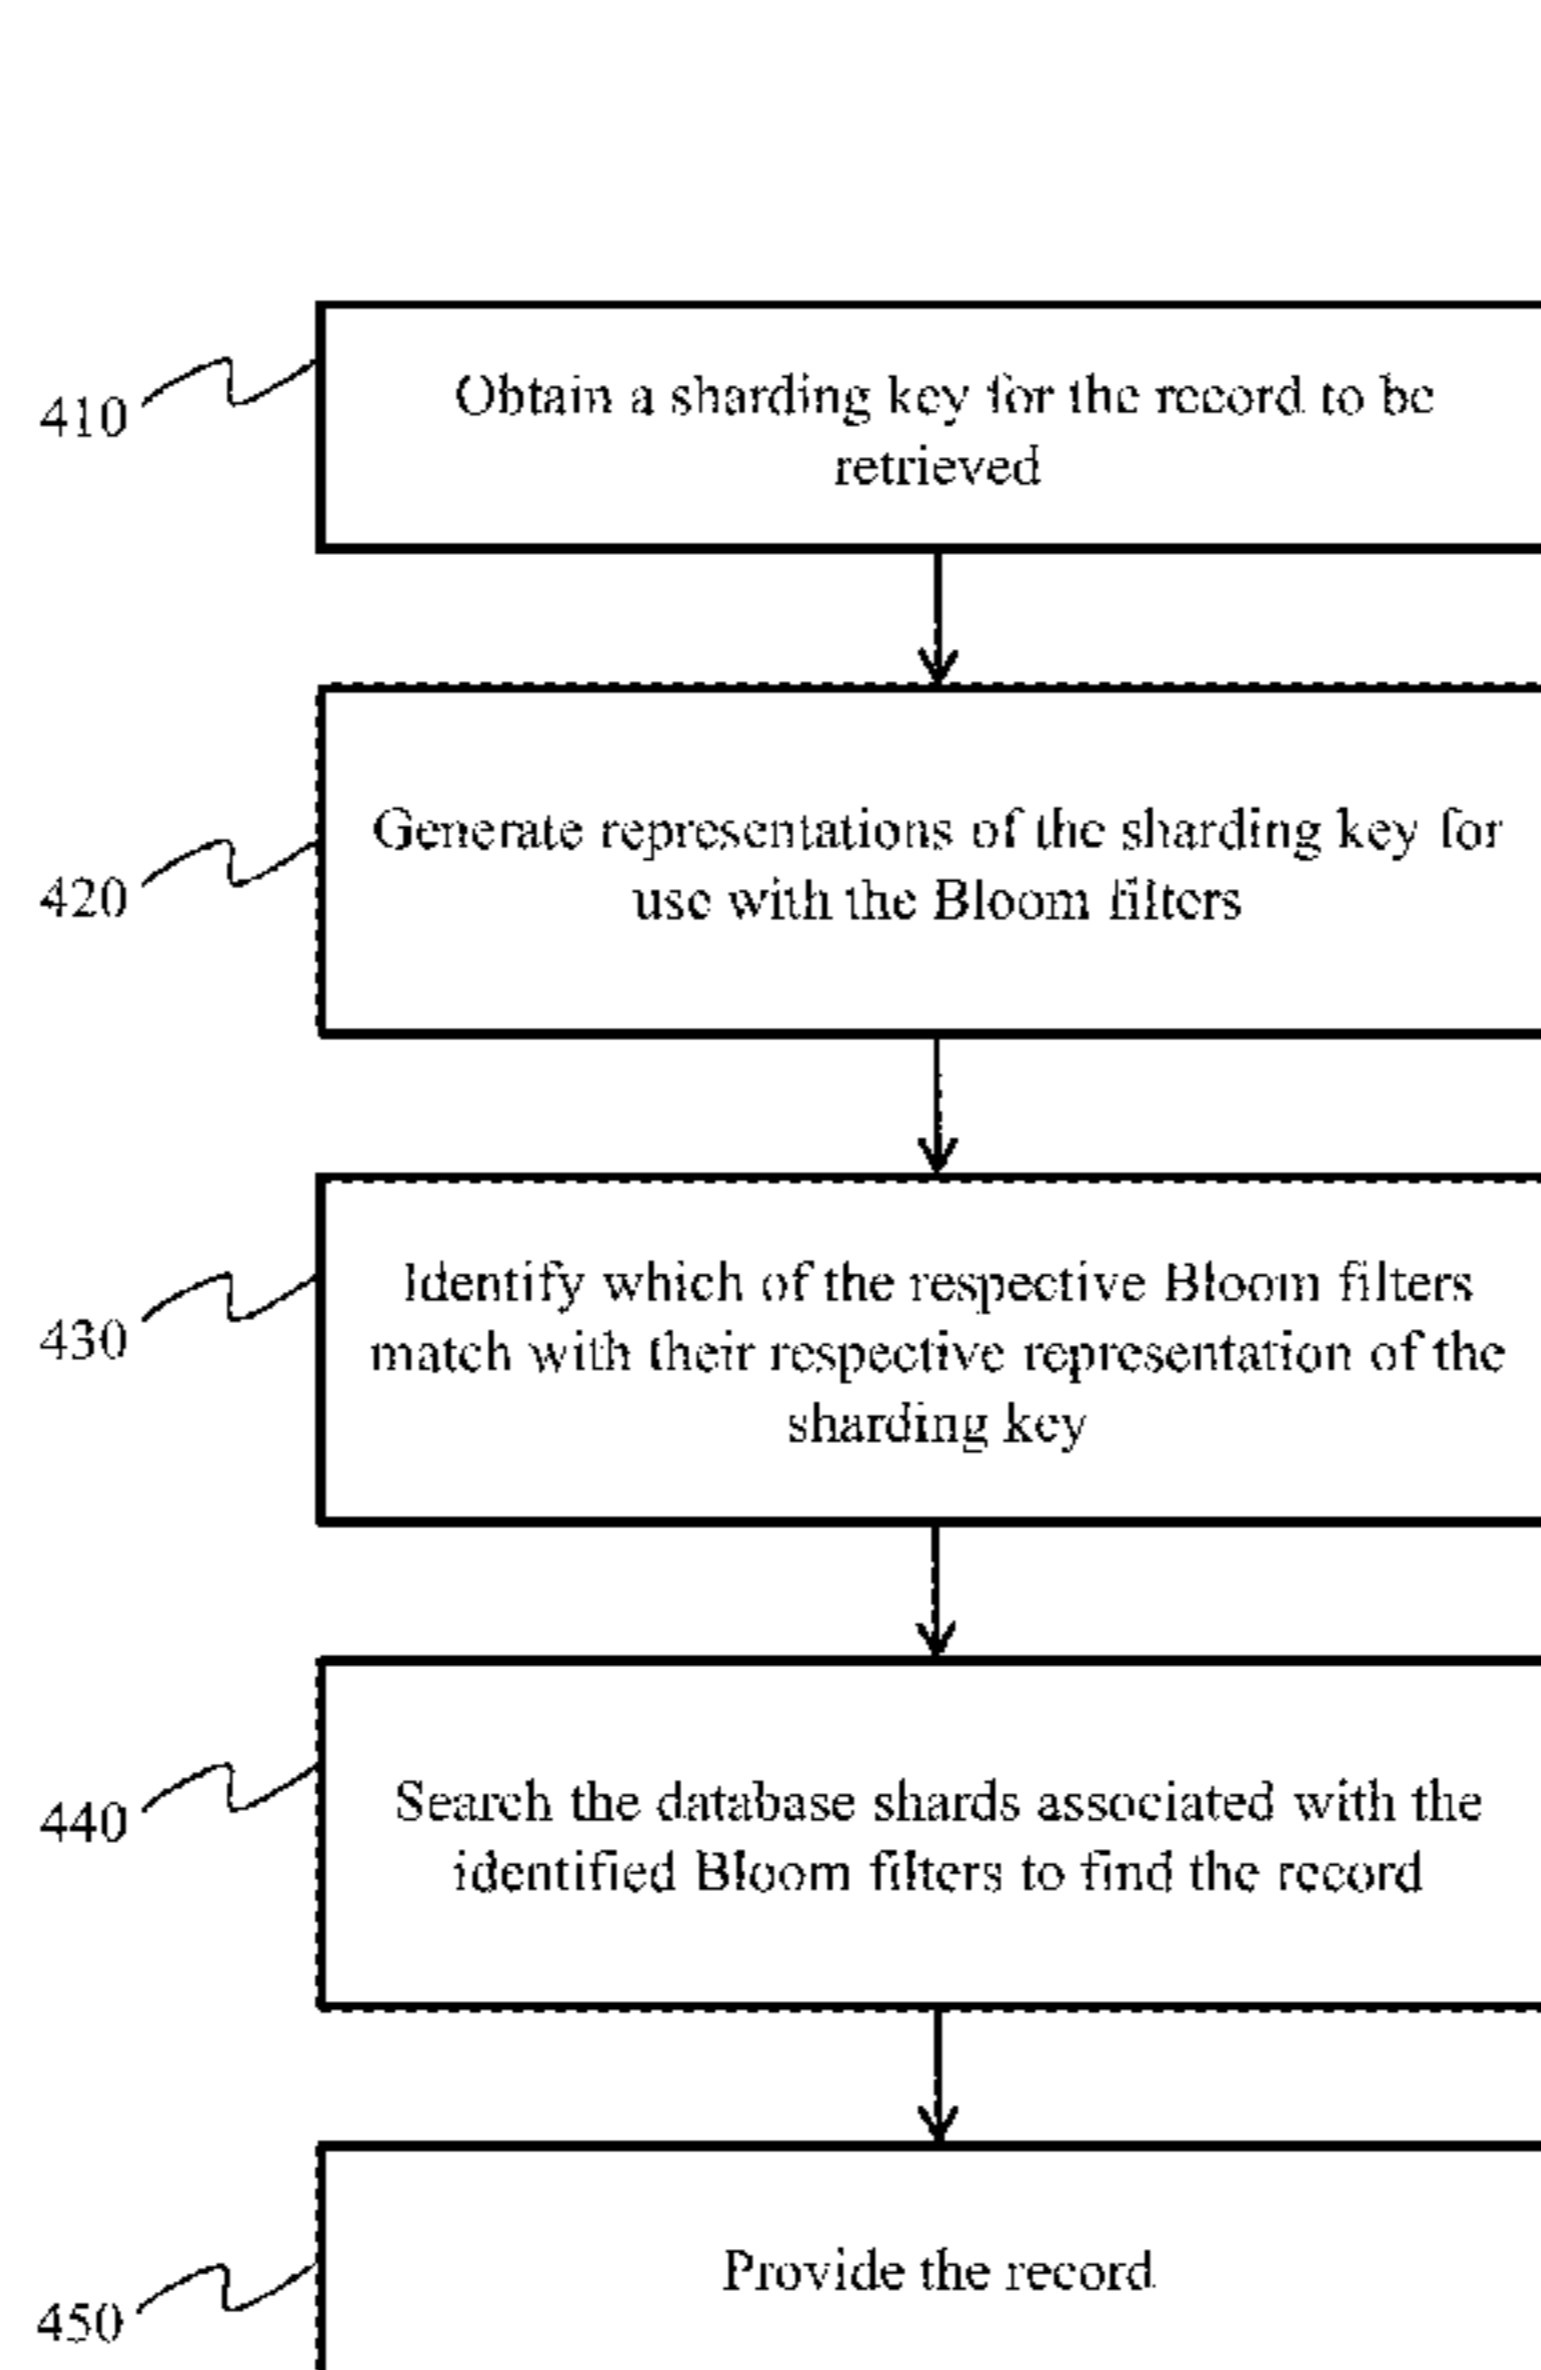 410
Obtain a sharding key for the record to be
retrieved
420
Generate representations of the sharding key for
use with the Bloom filters
430
Identify which of the respective Bloom filters
match with their respective representation of the
sharding key
440
Search the database shards associated with the
identified Bloom filters to find the record
450
Provide the record